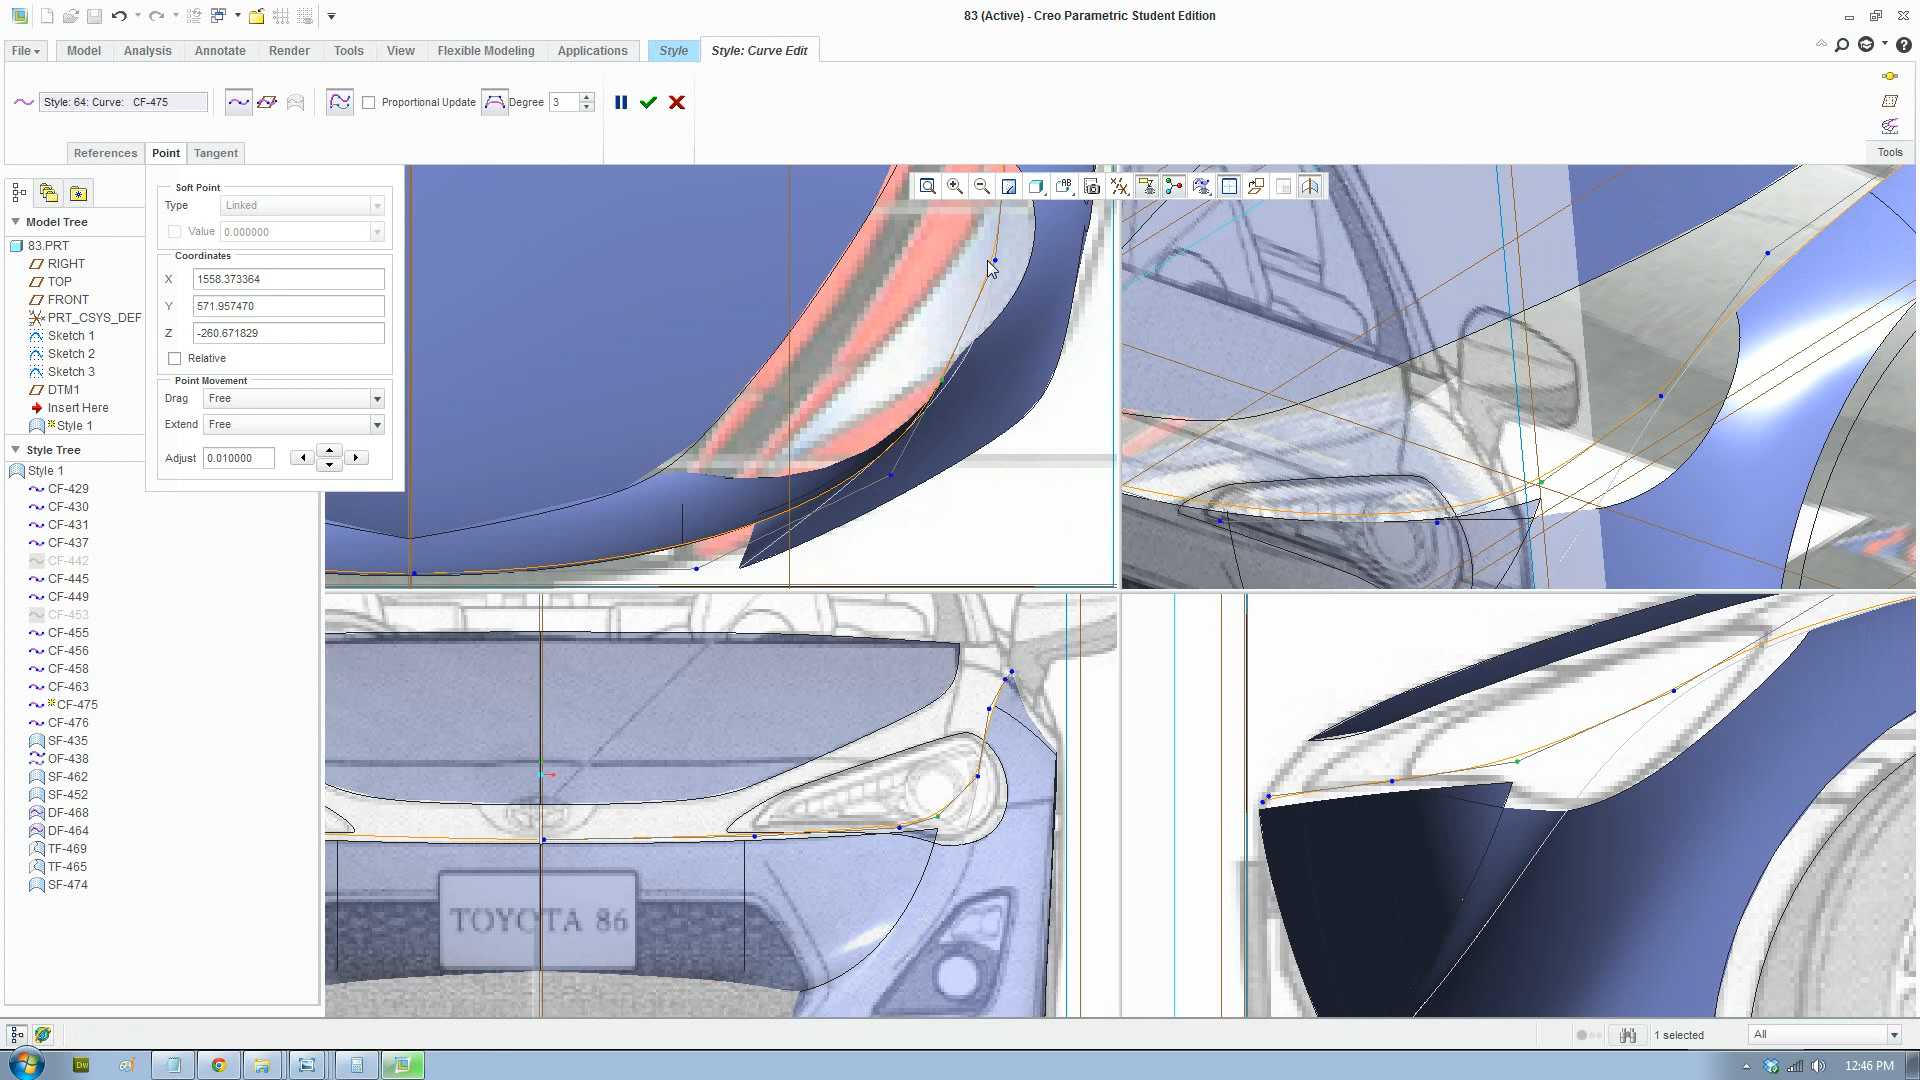 83 (Active) - Creo Parametric Student Edition
File
Model
Analysis
Annotate
Render
Tools
View
Flexible Modeling
Applications
Style
Style: Curve Edit
Style: 64: Curve: CF-475
Proportional Update
Degree
3
References
Point
Tangent
Tools
Soft Point
Type
Linked
Value
0.000000
Coordinates
X
1558.373364
Y
571.957470
Z
-260.671829
Relative
Point Movement
Drag
Free
Extend
Free
Adjust
0.010000
Model Tree
83.PRT
RIGHT
TOP
FRONT
PRT_CSYS_DEF
Sketch 1
Sketch 2
Sketch 3
DTM1
Insert Here
Style 1
Style Tree
Style 1
CF-429
CF-430
CF-431
CF-437
CF-442
CF-445
CF-449
CF-453
CF-455
CF-456
CF-458
CF-463
CF-475
CF-476
SF-435
OF-438
SF-462
SF-452
DF-468
DF-464
TF-469
TF-465
SF-474
TOYOTA 86
1 selected
All
Dw
12:46 PM